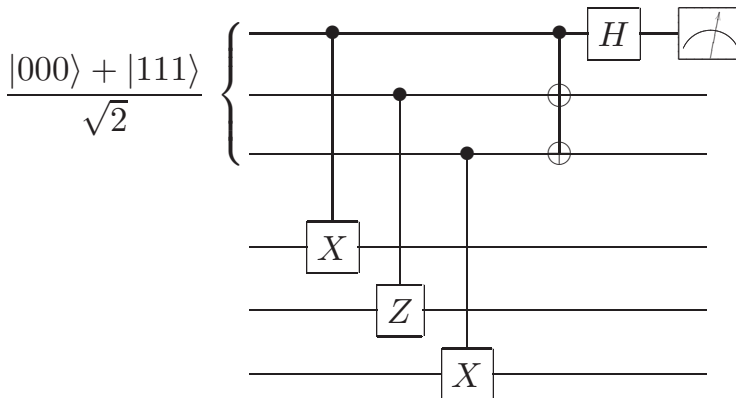 H
|000⟩ + |111⟩
√2
X
Z
X